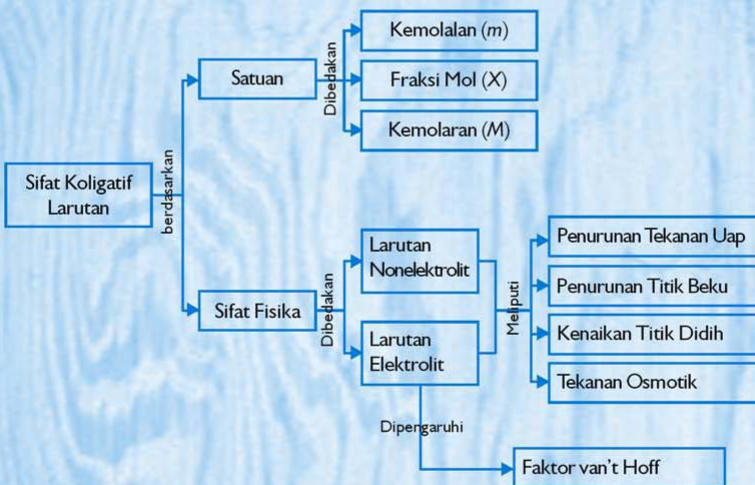 Sifat Koligatif
Larutan
berdasarkan
Satuan
Dibedakan
Kemolalan (m)
Fraksi Mol (X)
Kemolaran (M)
Sifat Fisika
Dibedakan
Larutan
Nonelektrolit
Larutan
Elektrolit
Meliputi
Penurunan Tekanan Uap
Penurunan Titik Beku
Kenaikan Titik Didih
Tekanan Osmotik
Dipengaruhi
Faktor van't Hoff